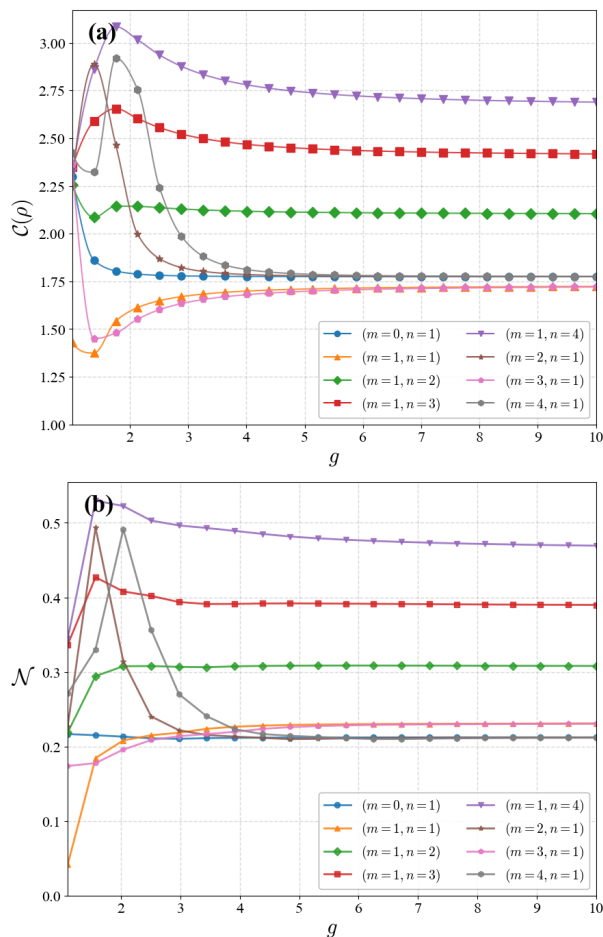 (a)
3.00
2.75
2.50
2.25
2.00
1.75
1.50
1.25
1.00
C(ρ)
2 3 4 5 6 7 8 9 10
g
(m=0,n=1) (m=1,n=4)
(m=1,n=1) (m=2,n=1)
(m=1,n=2) (m=3,n=1)
(m=1,n=3) (m=4,n=1)
(b)
0.5
0.4
0.3
0.2
0.1
0.0
N
2 3 4 5 6 7 8 9 10
g
(m=0,n=1) (m=1,n=4)
(m=1,n=1) (m=2,n=1)
(m=1,n=2) (m=3,n=1)
(m=1,n=3) (m=4,n=1)